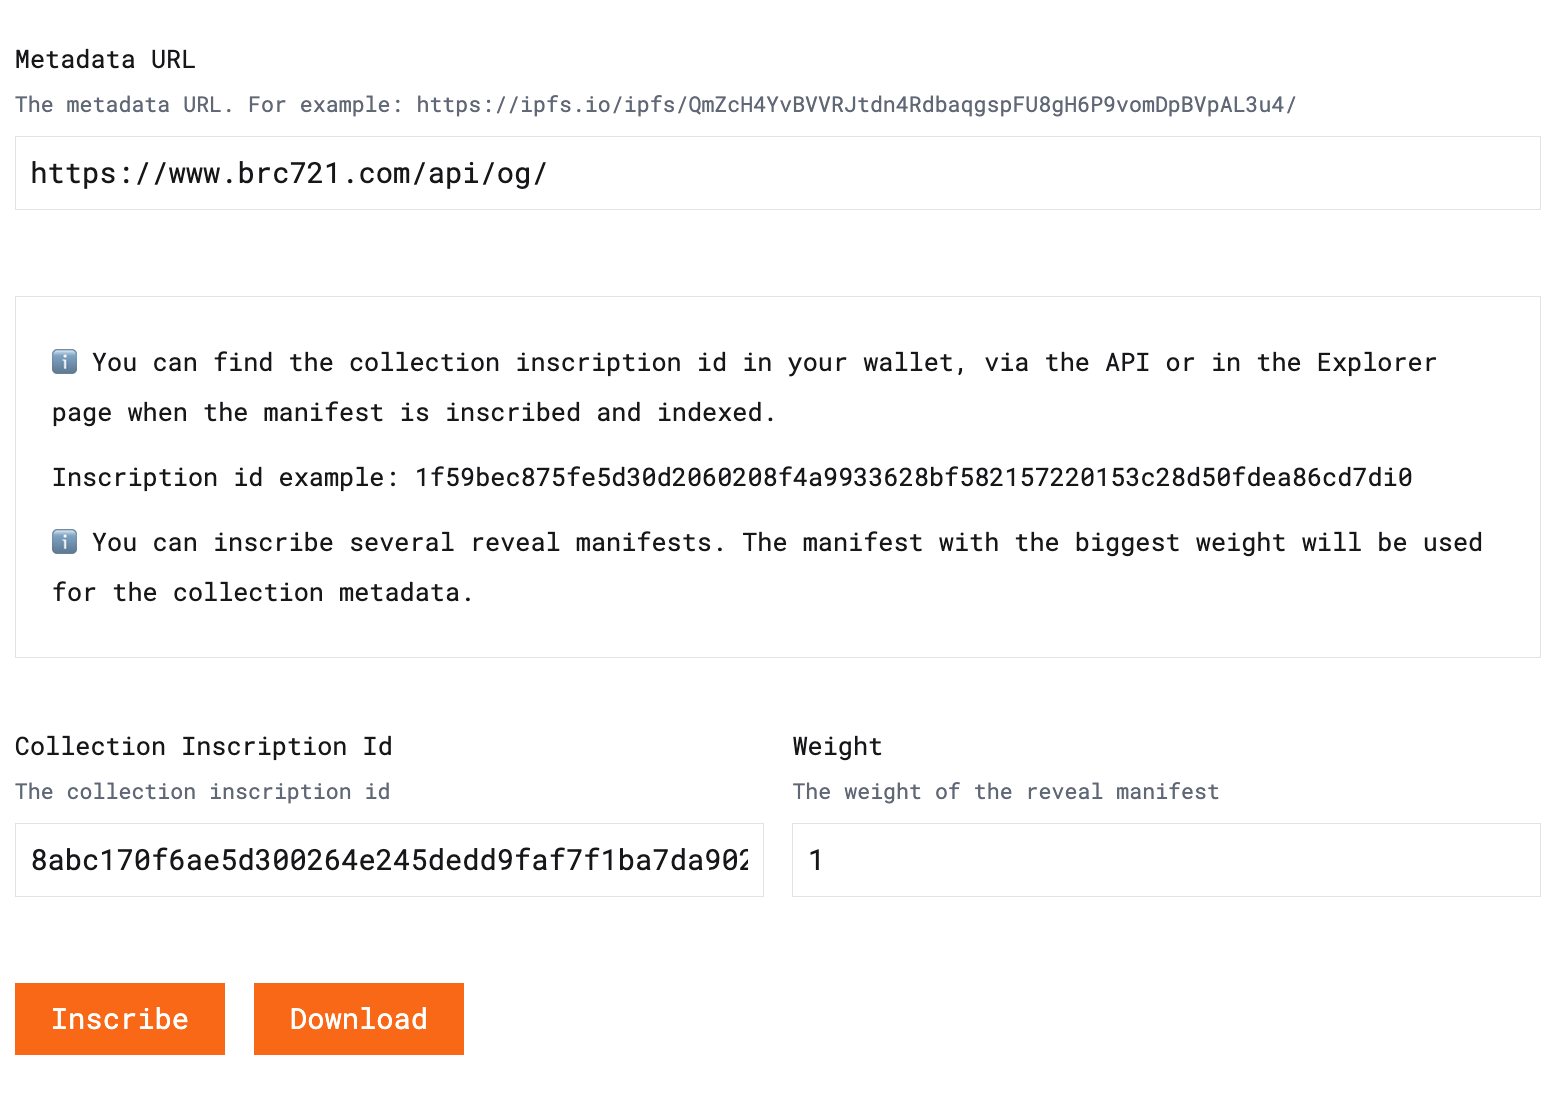 Metadata URL
The metadata URL. For example: https://ipfs.io/ipfs/QmZcH4YvBVVRJtdn4RdbaqgspFU8gH6P9vomDpBVpAL3u4/
https://www.brc721.com/api/og/
ℹ️ You can find the collection inscription id in your wallet, via the API or in the Explorer
page when the manifest is inscribed and indexed.
Inscription id example: 1f59bec875fe5d30d2060208f4a9933628bf582157220153c28d50fdea86cd7di0
ℹ️ You can inscribe several reveal manifests. The manifest with the biggest weight will be used
for the collection metadata.
Collection Inscription Id
The collection inscription id
8abc170f6ae5d300264e245dedd9faf7f1ba7da902
Weight
The weight of the reveal manifest
1
Inscribe
Download